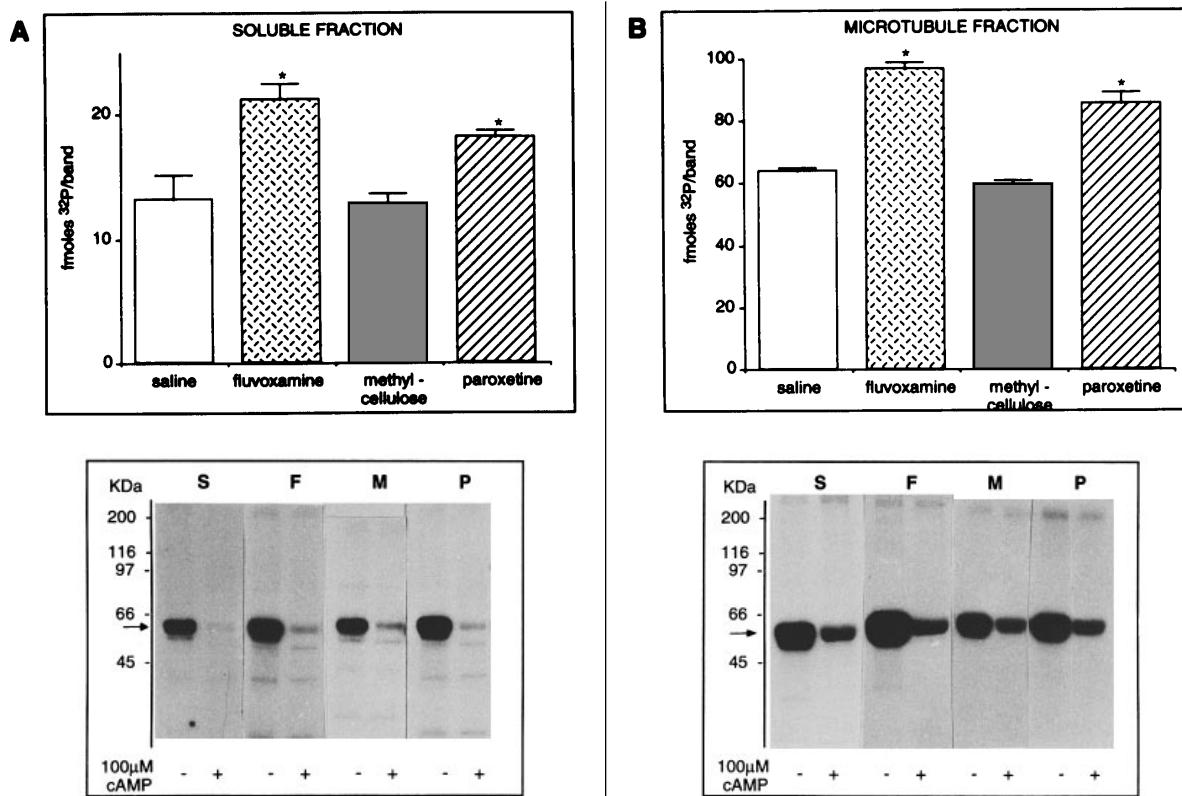 A
SOLUBLE FRACTION
fmoles ³²P/band
20
10
0
*
*
saline
fluvoxamine
methyl -
cellulose
paroxetine
KDa
S F M P
200 -
116 -
97 -
66 -
45 -
100µM
cAMP
- + - + - + - +
B
MICROTUBULE FRACTION
fmoles ³²P/band
100
80
60
40
20
0
*
*
saline
fluvoxamine
methyl -
cellulose
paroxetine
KDa
S F M P
200 -
116 -
97 -
66 -
45 -
100µM
cAMP
- + - + - + - +